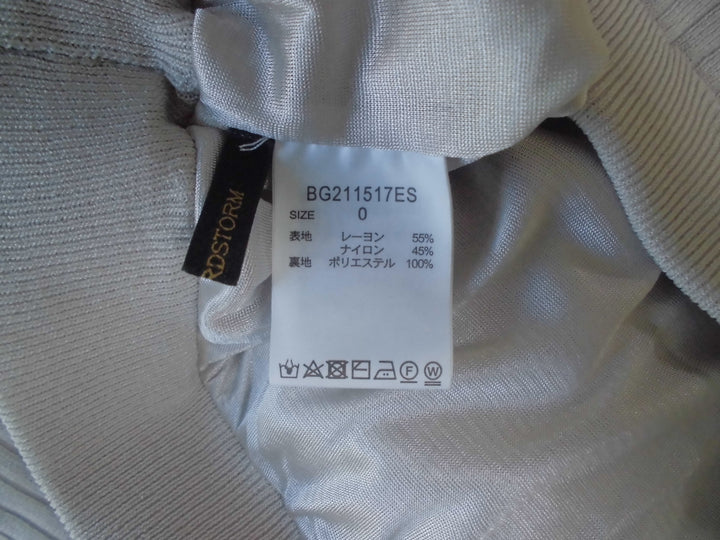 BG211517ES
SIZE 0
表地 レーヨン 55%
ナイロン 45%
裏地 ポリエステル 100%
F W
RDSTORM